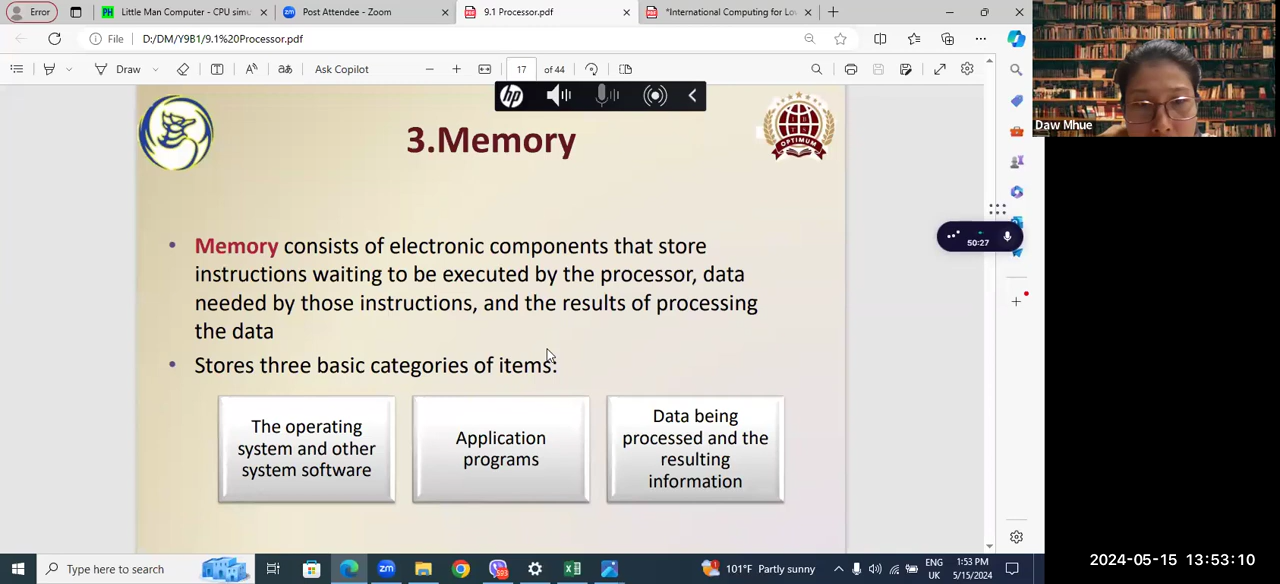 Error
Little Man Computer - CPU simu
Post Attendee - Zoom
9.1 Processor.pdf
*International Computing for Lov
File
D:/DM/Y9B1/9.1%20Processor.pdf
Draw
Ask Copilot
17 of 44
hp
3.Memory
OPTIMUM
Daw Mhue
50:27
• Memory consists of electronic components that store
instructions waiting to be executed by the processor, data
needed by those instructions, and the results of processing
the data
• Stores three basic categories of items:
The operating
system and other
system software
Application
programs
Data being
processed and the
resulting
information
Type here to search
zm
101°F Partly sunny
ENG
UK
1:53 PM
5/15/2024
2024-05-15 13:53:10